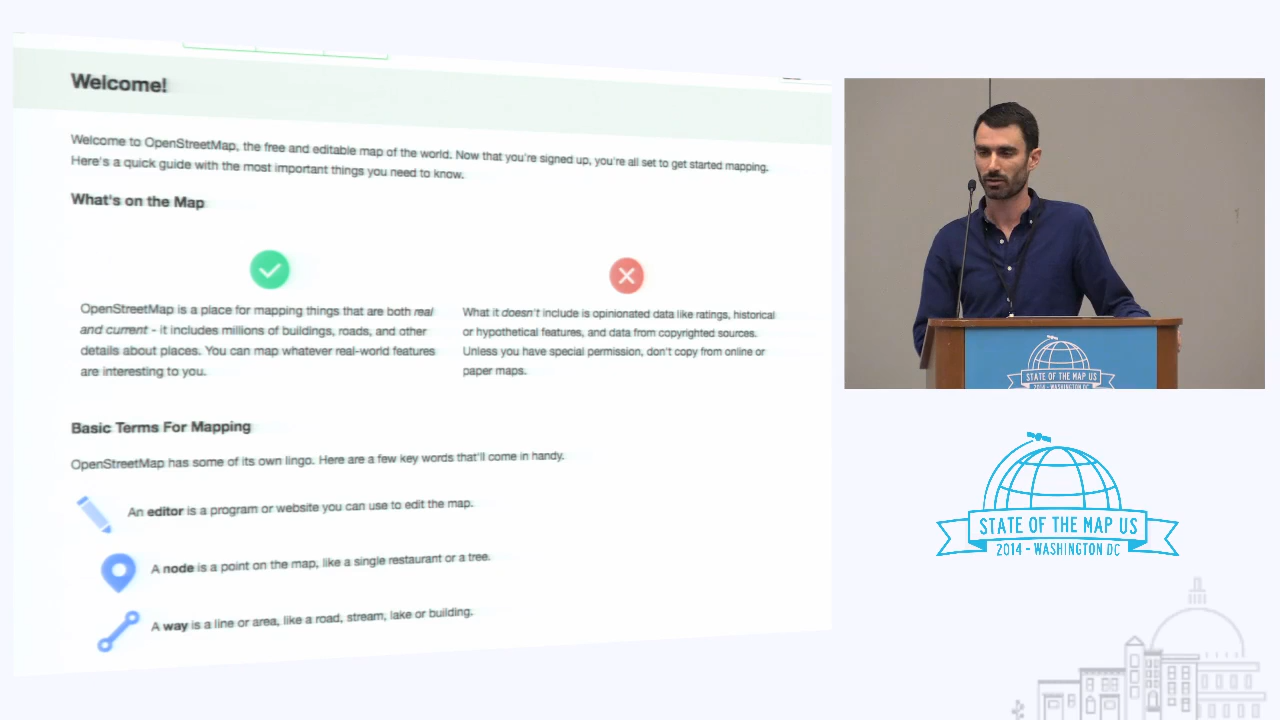 Welcome!
Welcome to OpenStreetMap, the free and editable map of the world. Now that you're signed up, you're all set to get started mapping.
Here's a quick guide with the most important things you need to know.
What's on the Map
OpenStreetMap is a place for mapping things that are both real
and current - it includes millions of buildings, roads, and other
details about places. You can map whatever real-world features
are interesting to you.
What it doesn't include is opinionated data like ratings, historical
or hypothetical features, and data from copyrighted sources.
Unless you have special permission, don't copy from online or
paper maps.
Basic Terms For Mapping
OpenStreetMap has some of its own lingo. Here are a few key words that'll come in handy.
An editor is a program or website you can use to edit the map.
A node is a point on the map, like a single restaurant or a tree.
A way is a line or area, like a road, stream, lake or building.
STATE OF THE MAP US
2014 - WASHINGTON DC
STATE OF THE MAP US
2014 - WASHINGTON DC